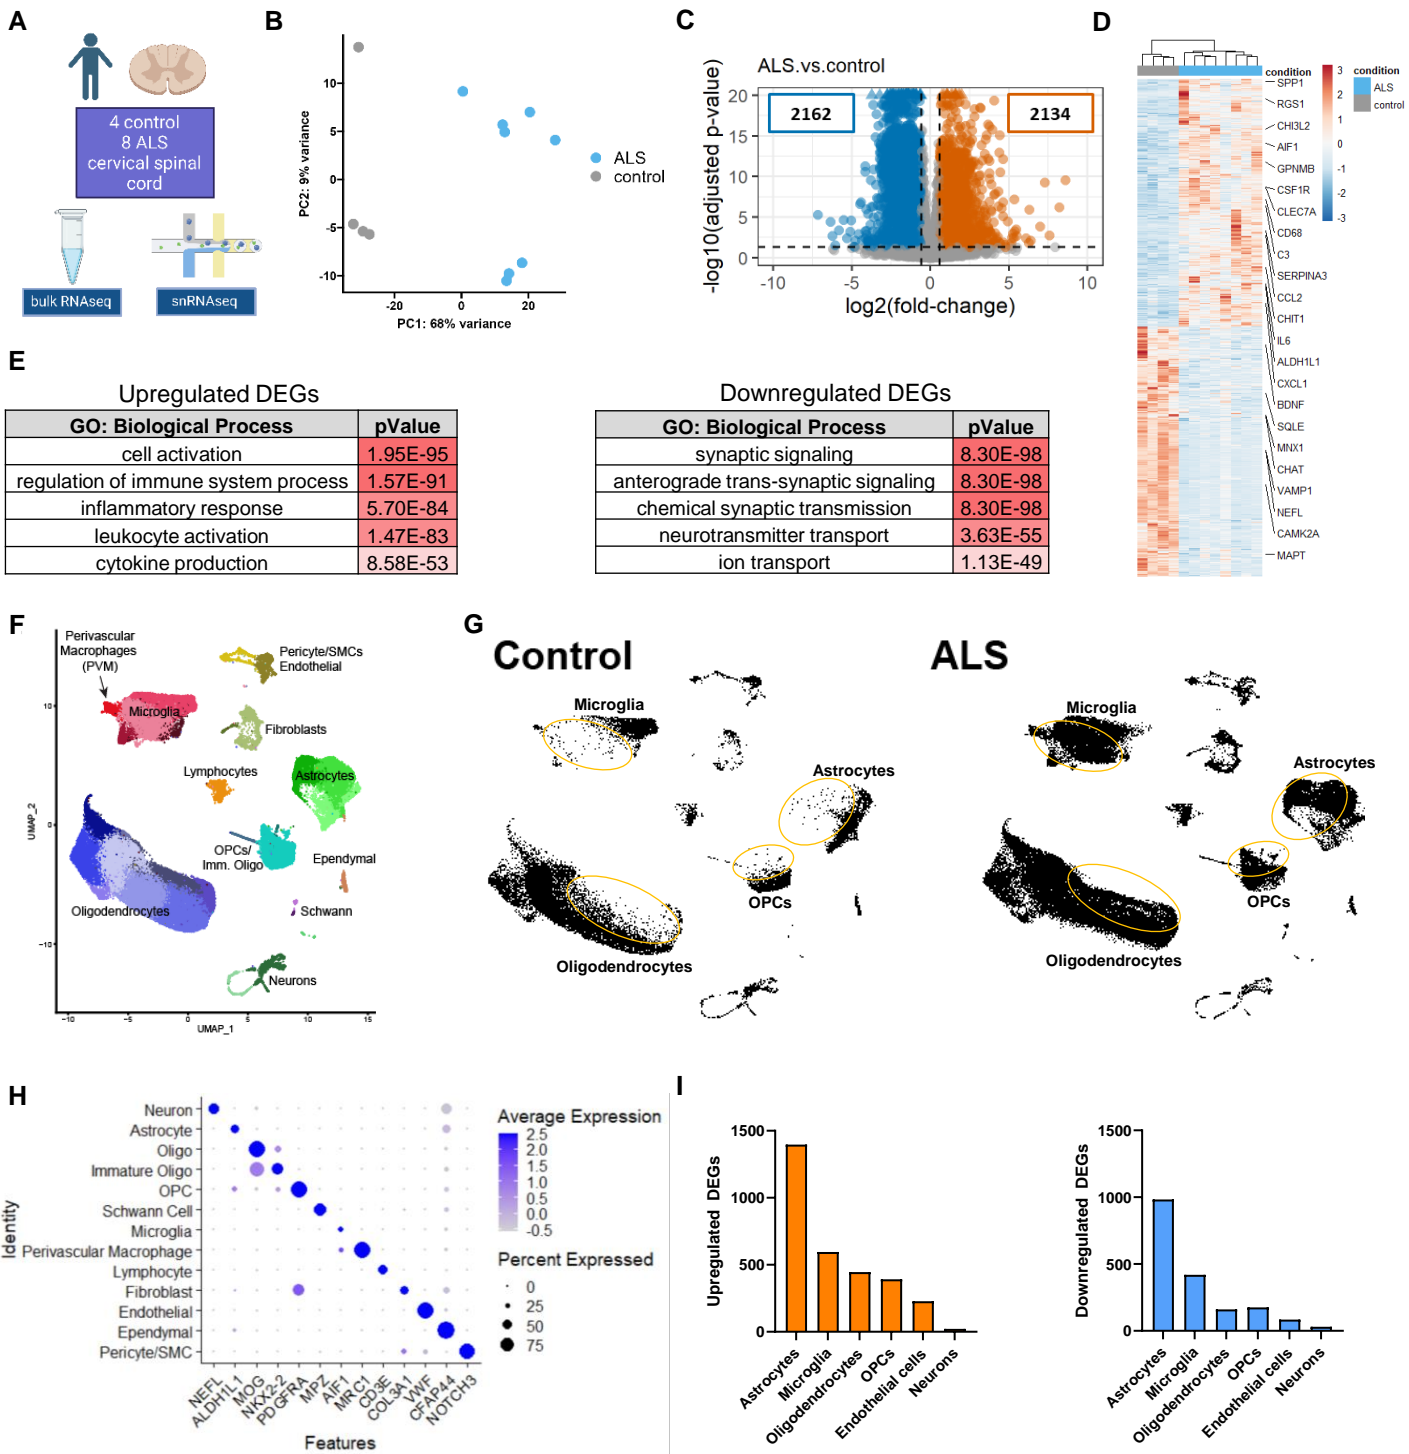 A
4 control
8 ALS
cervical spinal
cord
bulk RNAseq
snRNAseq
B
PC2: 9% variance
10
5
0
-5
-10
-20
0
20
PC1: 68% variance
ALS
control
C
ALS.vs.control
-log10(adjusted p-value)
20
15
10
5
0
2162
2134
-10
-5
0
5
10
log2(fold-change)
D
condition
SPP1
RGS1
CHI3L2
AIF1
GPNMB
CSF1R
CLEC7A
CD68
C3
SERPINA3
CCL2
CHIT1
IL6
ALDH1L1
CXCL1
BDNF
SQLE
MNX1
CHAT
VAMP1
NEFL
CAMK2A
MAPT
3
2
1
0
-1
-2
-3
condition
ALS
control
E
Upregulated DEGs
GO: Biological Process pValue
cell activation 1.95E-95
regulation of immune system process 1.57E-91
inflammatory response 5.70E-84
leukocyte activation 1.47E-83
cytokine production 8.58E-53
Downregulated DEGs
GO: Biological Process pValue
synaptic signaling 8.30E-98
anterograde trans-synaptic signaling 8.30E-98
chemical synaptic transmission 8.30E-98
neurotransmitter transport 3.63E-55
ion transport 1.13E-49
F
Perivascular
Macrophages
(PVM)
Microglia
Pericyte/SMCs
Endothelial
Fibroblasts
Lymphocytes
Astrocytes
OPCs/
Imm. Oligo
Ependymal
Oligodendrocytes
Schwann
Neurons
UMAP_2
10
0
-10
-10
-5
0
5
10
15
UMAP_1
G
Control
Microglia
Astrocytes
OPCs
Oligodendrocytes
ALS
Microglia
Astrocytes
OPCs
Oligodendrocytes
H
Identity
Neuron
Astrocyte
Oligo
Immature Oligo
OPC
Schwann Cell
Microglia
Perivascular Macrophage
Lymphocyte
Fibroblast
Endothelial
Ependymal
Pericyte/SMC
NEFL
ALDH1L1
MOG
NKX2-2
PDGFRA
MPZ
AIF1
MRC1
CD3E
COL3A1
VWF
CFAP44
NOTCH3
Features
Average Expression
2.5
2.0
1.5
1.0
0.5
0.0
-0.5
Percent Expressed
0
25
50
75
I
Upregulated DEGs
1500
1000
500
0
Astrocytes
Microglia
Oligodendrocytes
OPCs
Endothelial cells
Neurons
Downregulated DEGs
1500
1000
500
0
Astrocytes
Microglia
Oligodendrocytes
OPCs
Endothelial cells
Neurons